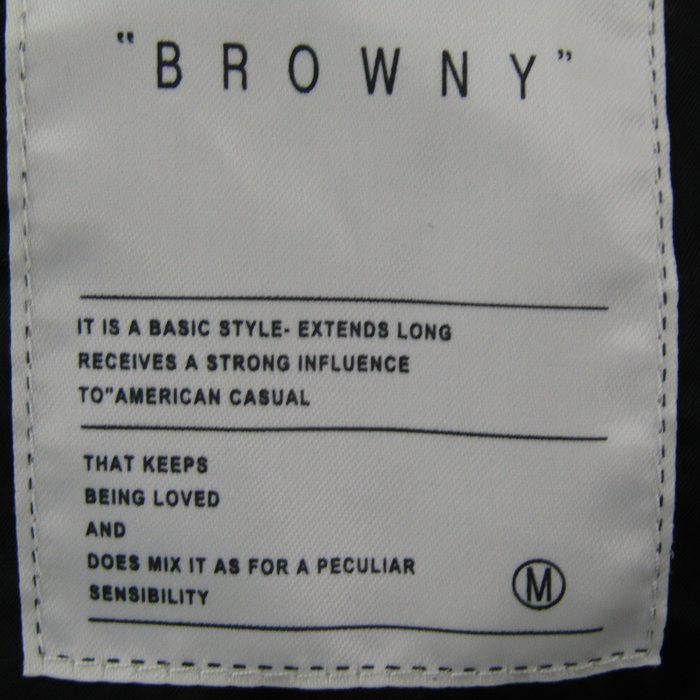 "BROWNY"
IT IS A BASIC STYLE- EXTENDS LONG
RECEIVES A STRONG INFLUENCE
TO"AMERICAN CASUAL
THAT KEEPS
BEING LOVED
AND
DOES MIX IT AS FOR A PECULIAR
SENSIBILITY
M